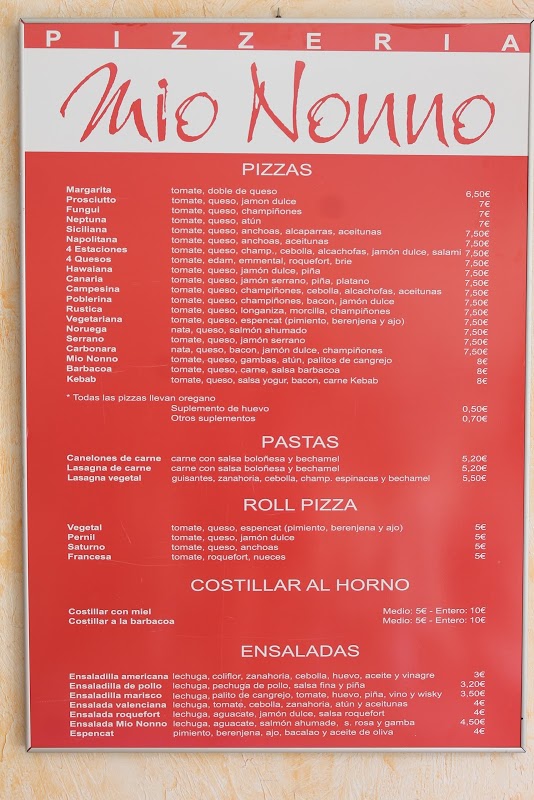 PIZZERIA
Mio Nonno
PIZZAS
Margarita tomate, doble de queso 6,50€
Prosciutto tomate, queso, jamon dulce 7€
Fungui tomate, queso, champiñones 7€
Neptuna tomate, queso, atún 7€
Siciliana tomate, queso, anchoas, alcaparras, aceitunas 7,50€
Napolitana tomate, queso, anchoas, aceitunas 7,50€
4 Estaciones tomate, queso, champ., cebolla, alcachofas, jamón dulce, salami 7,50€
4 Quesos tomate, edam, emmental, roquefort, brie 7,50€
Hawaiana tomate, queso, jamón dulce, piña 7,50€
Canaria tomate, queso, jamón serrano, piña, platano 7,50€
Campesina tomate, queso, champiñones, cebolla, alcachofas, aceitunas 7,50€
Poblerina tomate, queso, champiñones, bacon, jamón dulce 7,50€
Rustica tomate, queso, longaniza, morcilla, champiñones 7,50€
Vegetariana tomate, queso, espencat (pimiento, berenjena y ajo) 7,50€
Noruega nata, queso, salmón ahumado 7,50€
Serrano tomate, queso, jamón serrano 7,50€
Carbonara nata, queso, bacon, jamón dulce, champiñones 7,50€
Mio Nonno tomate, queso, gambas, atún, palitos de cangrejo 8€
Barbacoa tomate, queso, carne, salsa barbacoa 8€
Kebab tomate, queso, salsa yogur, bacon, carne Kebab 8€
* Todas las pizzas llevan oregano
Suplemento de huevo 0,50€
Otros suplementos 0,70€
PASTAS
Canelones de carne carne con salsa boloñesa y bechamel 5,20€
Lasagna de carne carne con salsa boloñesa y bechamel 5,20€
Lasagna vegetal guisantes, zanahoria, cebolla, champ. espinacas y bechamel 5,50€
ROLL PIZZA
Vegetal tomate, queso, espencat (pimiento, berenjena y ajo) 5€
Pernil tomate, queso, jamón dulce 5€
Saturno tomate, queso, anchoas 5€
Francesa tomate, roquefort, nueces 5€
COSTILLAR AL HORNO
Costillar con miel Medio: 5€ - Entero: 10€
Costillar a la barbacoa Medio: 5€ - Entero: 10€
ENSALADAS
Ensaladilla americana lechuga, coliflor, zanahoria, cebolla, huevo, aceite y vinagre 3€
Ensaladilla de pollo lechuga, pechuga de pollo, salsa fina y piña 3,20€
Ensaladilla marisco lechuga, palito de cangrejo, tomate, huevo, piña, vino y wisky 3,50€
Ensalada valenciana lechuga, tomate, cebolla, zanahoria, atún y aceitunas 4€
Ensalada roquefort lechuga, aguacate, jamón dulce, salsa roquefort 4€
Ensalada Mio Nonno lechuga, aguacate, salmón ahumade, s. rosa y gamba 4,50€
Espencat pimiento, berenjena, ajo, bacalao y aceite de oliva 4€